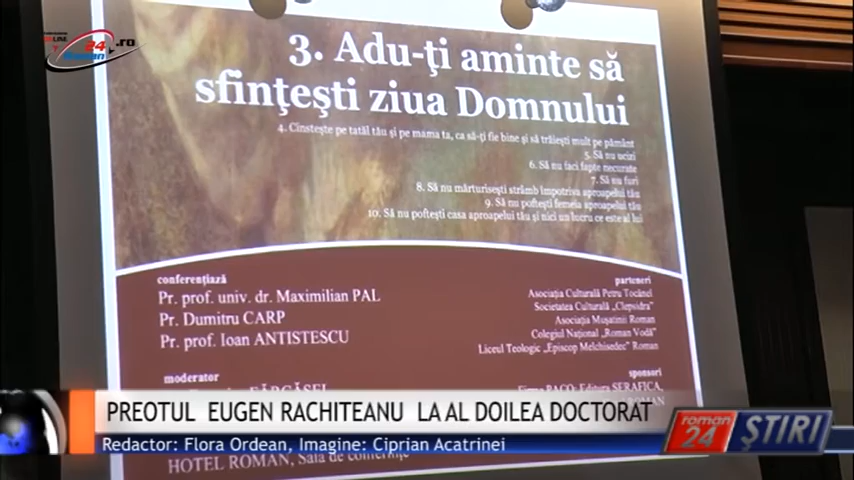 24.ro
3. Adu-ţi aminte să
sfinţeşti ziua Domnului
4. Cinsteşte pe tatăl tău şi pe mama ta, ca să-ţi fie bine şi să trăieşti mult pe pământ
5. Să nu ucizi
6. Să nu faci fapte necurate
7. Să nu furi
8. Să nu mărturiseşti strâmb împotriva aproapelui tău
9. Să nu pofteşti femeia aproapelui tău
10. Să nu pofteşti casa aproapelui tău şi nici un lucru ce este al lui
conferenţiază
Pr. prof. univ. dr. Maximilian PAL
Pr. Dumitru CARP
Pr. prof. Ioan ANTISTESCU
moderator
parteneri
Asociaţia Culturală Petru Tocănel
Societatea Culturală „Clepsidra”
Asociaţia Muşatinii Roman
Colegiul Naţional „Roman Vodă”
Liceul Teologic „Episcop Melchisedec” Roman
sponsori
Editura SERAFICA,
PREOTUL EUGEN RACHITEANU LA AL DOILEA DOCTORAT
Redactor: Flora Ordean, Imagine: Ciprian Acatrinei
roman
24
ŞTIRI
HOTEL ROMAN, Sala de conferinţe